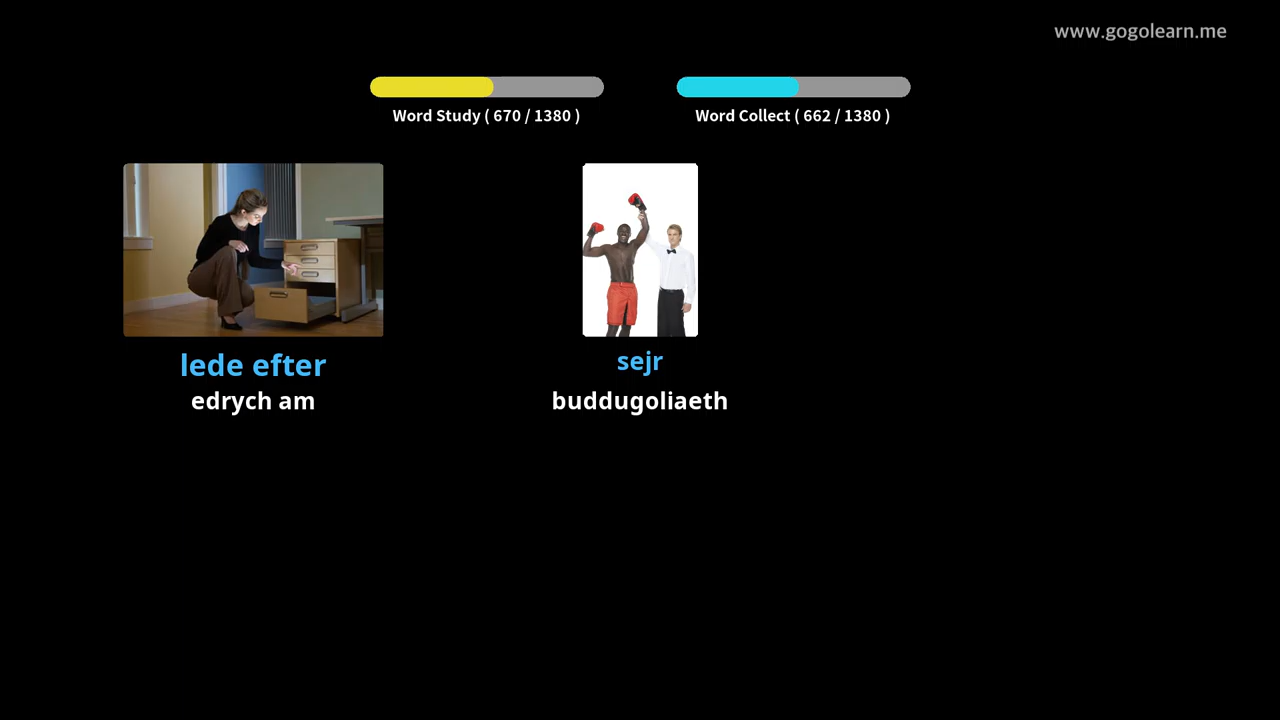 www.gogolearn.me
Word Study ( 670 / 1380 )
Word Collect ( 662 / 1380 )
lede efter
edrych am
sejr
buddugoliaeth